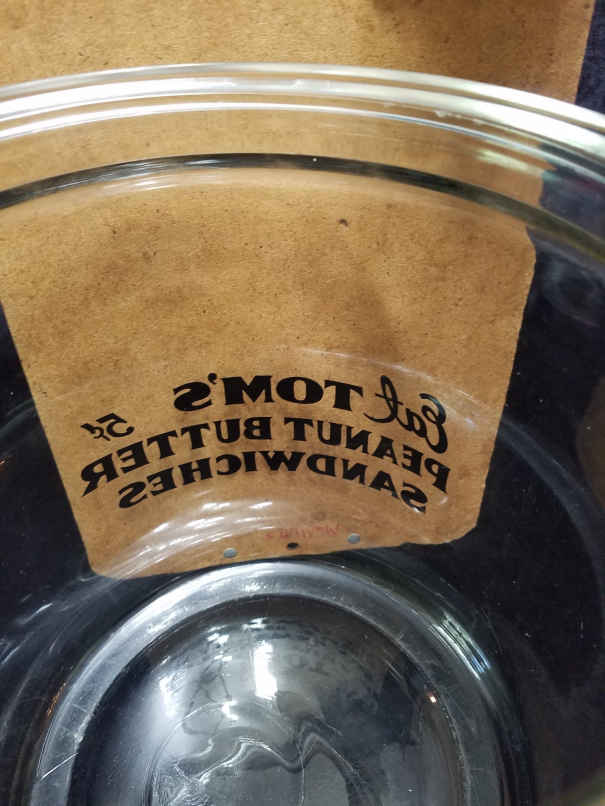 Eat TOM'S
PEANUT BUTTER 5¢
SANDWICHES